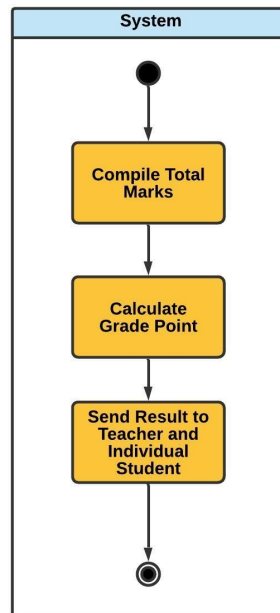 System
Compile Total
Marks
Calculate
Grade Point
Send Result to
Teacher and
Individual
Student